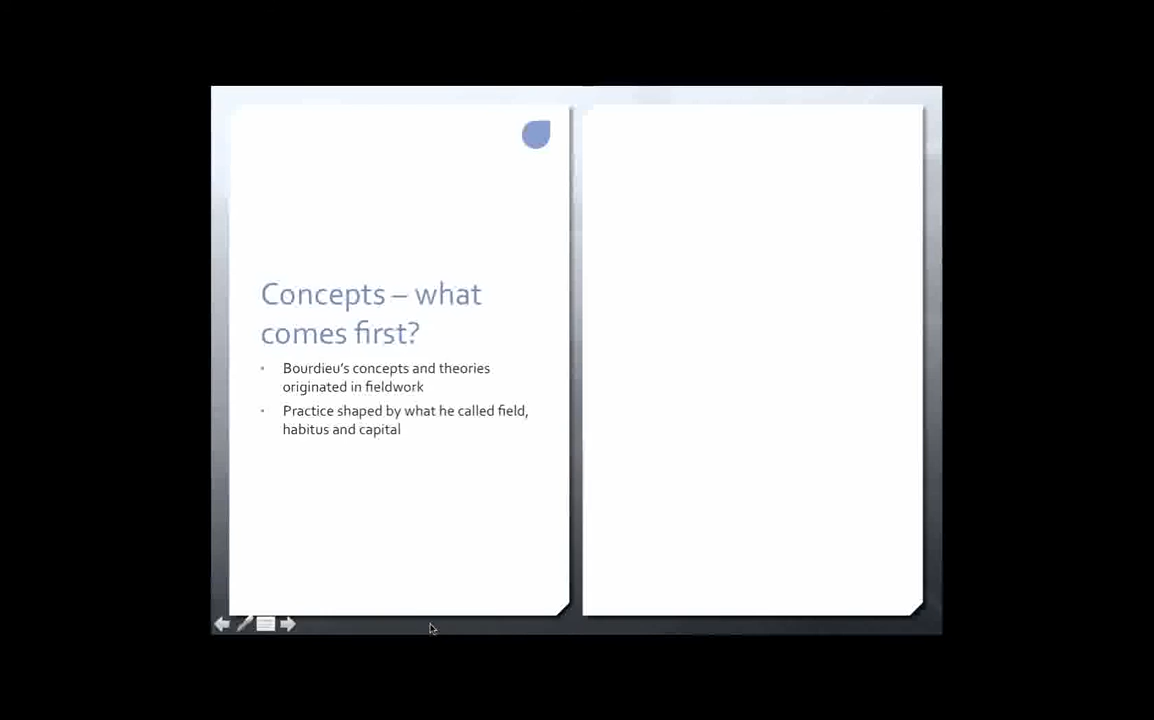 Concepts – what
comes first?
• Bourdieu's concepts and theories
originated in fieldwork
• Practice shaped by what he called field,
habitus and capital